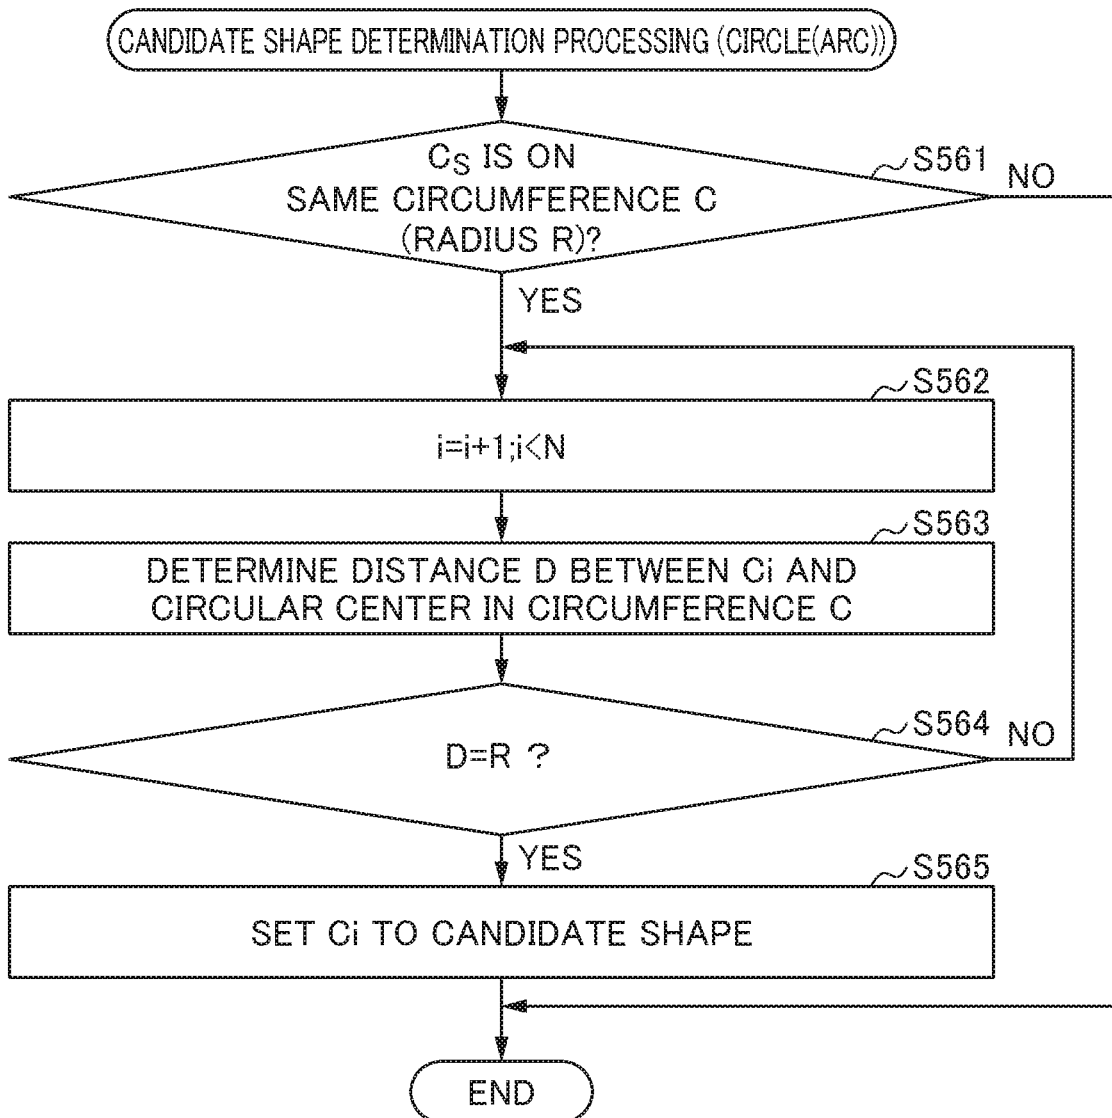 CANDIDATE SHAPE DETERMINATION PROCESSING (CIRCLE(ARC))
CS IS ON
SAME CIRCUMFERENCE C
(RADIUS R)?
S561
NO
YES
S562
i=i+1;i<N
S563
DETERMINE DISTANCE D BETWEEN Ci AND
CIRCULAR CENTER IN CIRCUMFERENCE C
S564
NO
D=R ?
YES
S565
SET Ci TO CANDIDATE SHAPE
END